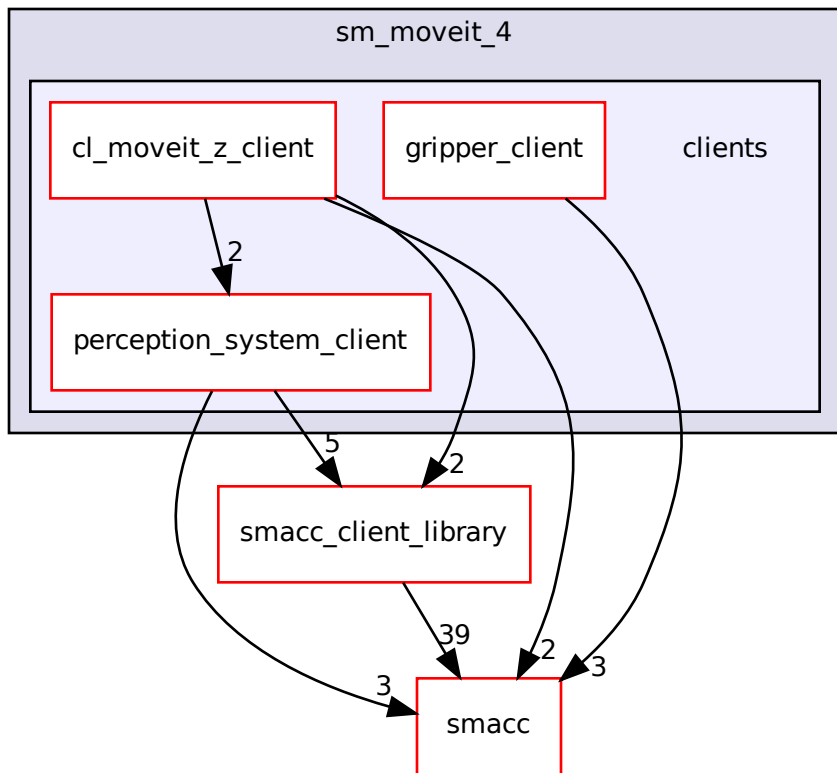 sm_moveit_4
cl_moveit_z_client
gripper_client
clients
2
perception_system_client
5
2
smacc_client_library
39
2
3
3
smacc